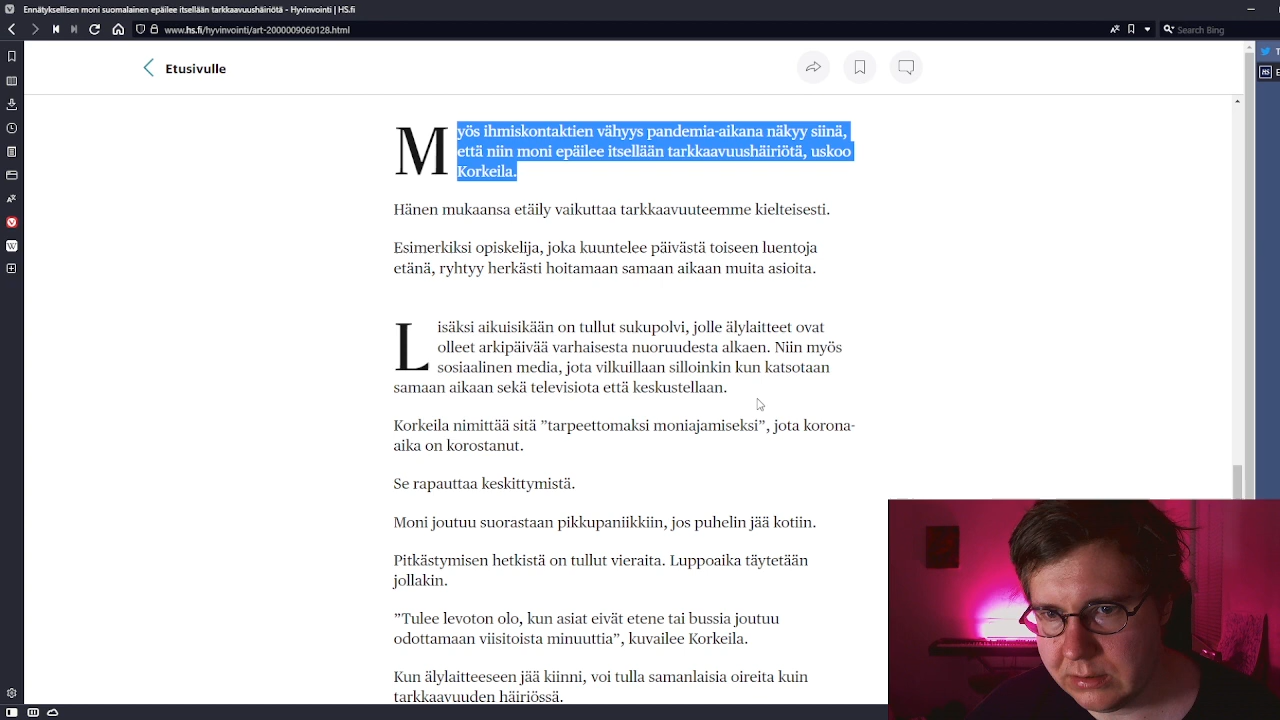 Ennätyksellisen moni suomalainen epäilee itsellään tarkkaavuushäiriötä - Hyvinvointi | HS.fi
www.hs.fi/hyvinvointi/art-2000009060128.html
Search Bing
Etusivulle
Myös ihmiskontaktien vähyys pandemia-aikana näkyy siinä,
että niin moni epäilee itsellään tarkkaavuushäiriötä, uskoo
Korkeila.
Hänen mukaansa etäily vaikuttaa tarkkaavuuteemme kielteisesti.
Esimerkiksi opiskelija, joka kuuntelee päivästä toiseen luentoja
etänä, ryhtyy herkästi hoitamaan samaan aikaan muita asioita.
Lisäksi aikuisikään on tullut sukupolvi, jolle älylaitteet ovat
olleet arkipäivää varhaisesta nuoruudesta alkaen. Niin myös
sosiaalinen media, jota vilkuillaan silloinkin kun katsotaan
samaan aikaan sekä televisiota että keskustellaan.
Korkeila nimittää sitä ”tarpeettomaksi moniajamiseksi”, jota korona-
aika on korostanut.
Se rapauttaa keskittymistä.
Moni joutuu suorastaan pikkupaniikkiin, jos puhelin jää kotiin.
Pitkästymisen hetkistä on tullut vieraita. Luppoaika täytetään
jollakin.
”Tulee levoton olo, kun asiat eivät etene tai bussia joutuu
odottamaan viisitoista minuuttia”, kuvailee Korkeila.
Kun älylaitteeseen jää kiinni, voi tulla samanlaisia oireita kuin
tarkkaavuuden häiriössä.